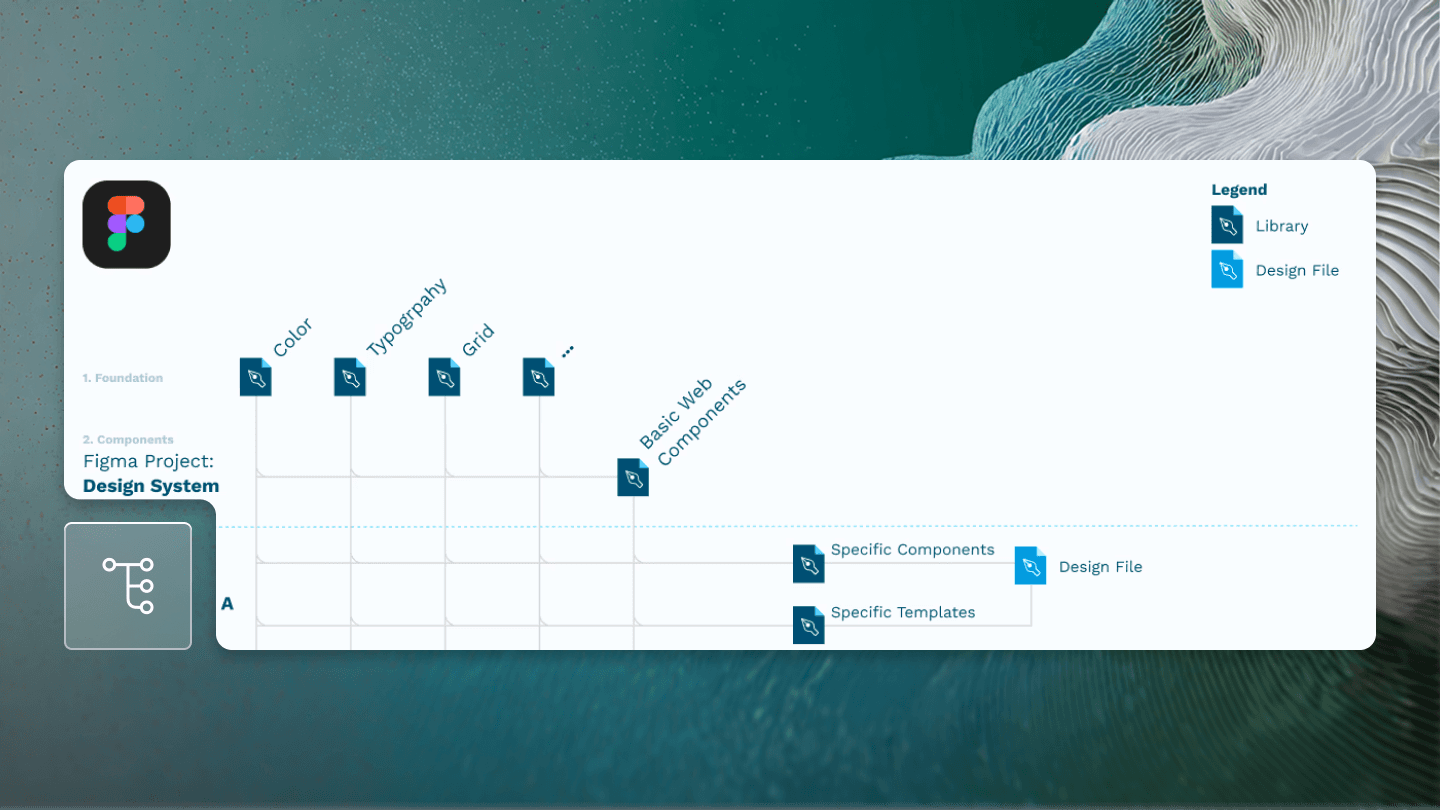 Legend
Library
Design File
Color
Typogrpahy
Grid
...
1. Foundation
Basic Web
Components
2. Components
Figma Project:
Design System
Specific Components
Design File
A
Specific Templates